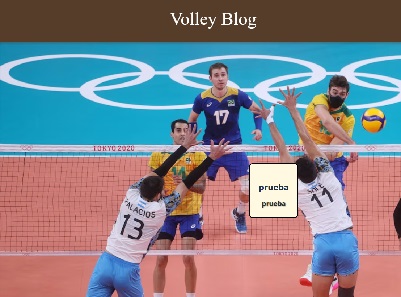 Volley Blog
TOKYO 2020
17
prueba
prueba
PALACIOS
13
11